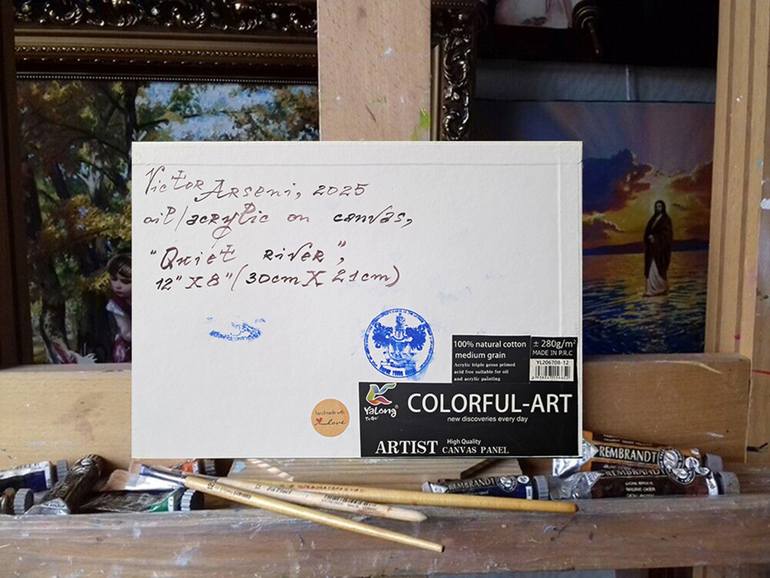 Victor Arseni, 2025
oil/acrylic on canvas,
"Quiet River",
12" X 8" (30cm X 21cm)
100% natural cotton
medium grain
Acrylic triple gesso primed
acid free suitable for oil
and acrylic painting
± 280g/m²
MADE IN P.R.C
YL206708-12
handmade with
Love
Yalong
COLORFUL-ART
new discoveries every day
ARTIST High Quality CANVAS PANEL
REMBRANDT
REMBRANDT